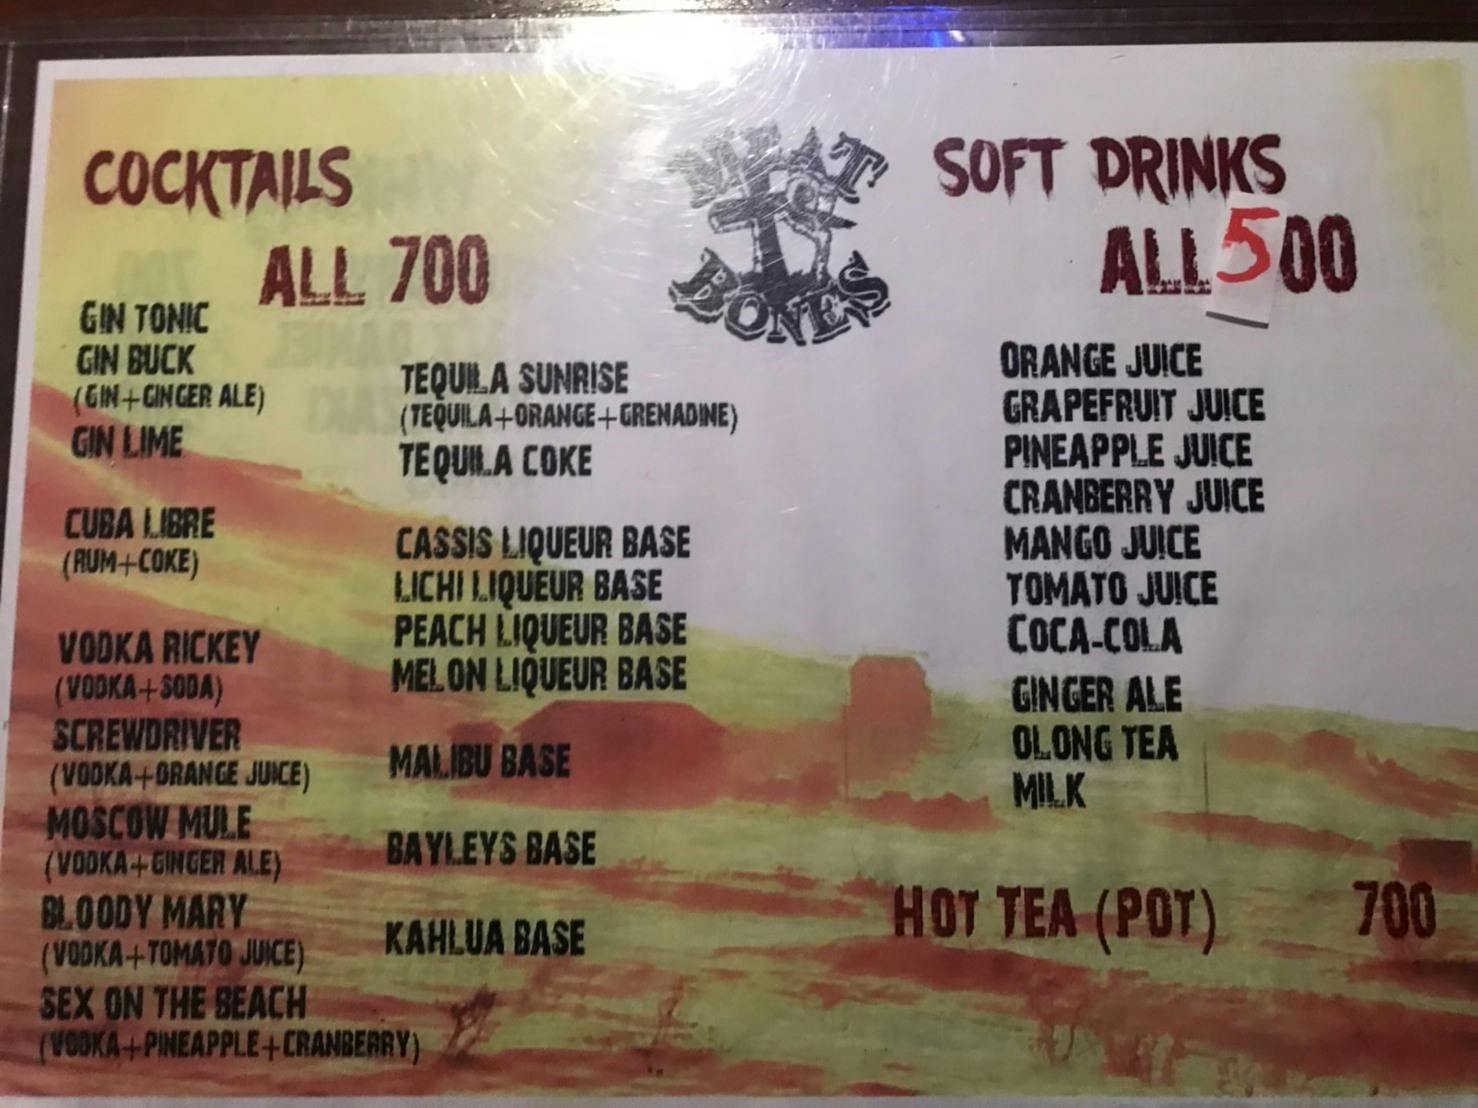 COCKTAILS
ALL 700
GIN TONIC
GIN BUCK
(GIN+GINGER ALE)
GIN LIME
CUBA LIBRE
(RUM+COKE)
VODKA RICKEY
(VODKA+SODA)
SCREWDRIVER
(VODKA+ORANGE JUICE)
MOSCOW MULE
(VODKA+GINGER ALE)
BLOODY MARY
(VODKA+TOMATO JUICE)
SEX ON THE BEACH
(VODKA+PINEAPPLE+CRANBERRY)
TEQUILA SUNRISE
(TEQUILA+ORANGE+GRENADINE)
TEQUILA COKE
CASSIS LIQUEUR BASE
LICHI LIQUEUR BASE
PEACH LIQUEUR BASE
MELON LIQUEUR BASE
MALIBU BASE
BAYLEYS BASE
KAHLUA BASE
MEAT
BONES
SOFT DRINKS
ALL 500
ORANGE JUICE
GRAPEFRUIT JUICE
PINEAPPLE JUICE
CRANBERRY JUICE
MANGO JUICE
TOMATO JUICE
COCA-COLA
GINGER ALE
OLONG TEA
MILK
HOT TEA (POT) 700